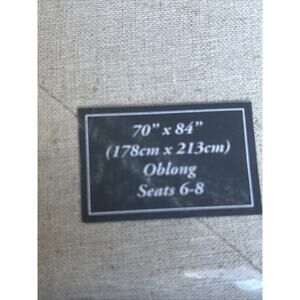 70” x 84”
(178cm x 213cm)
Oblong
Seats 6-8